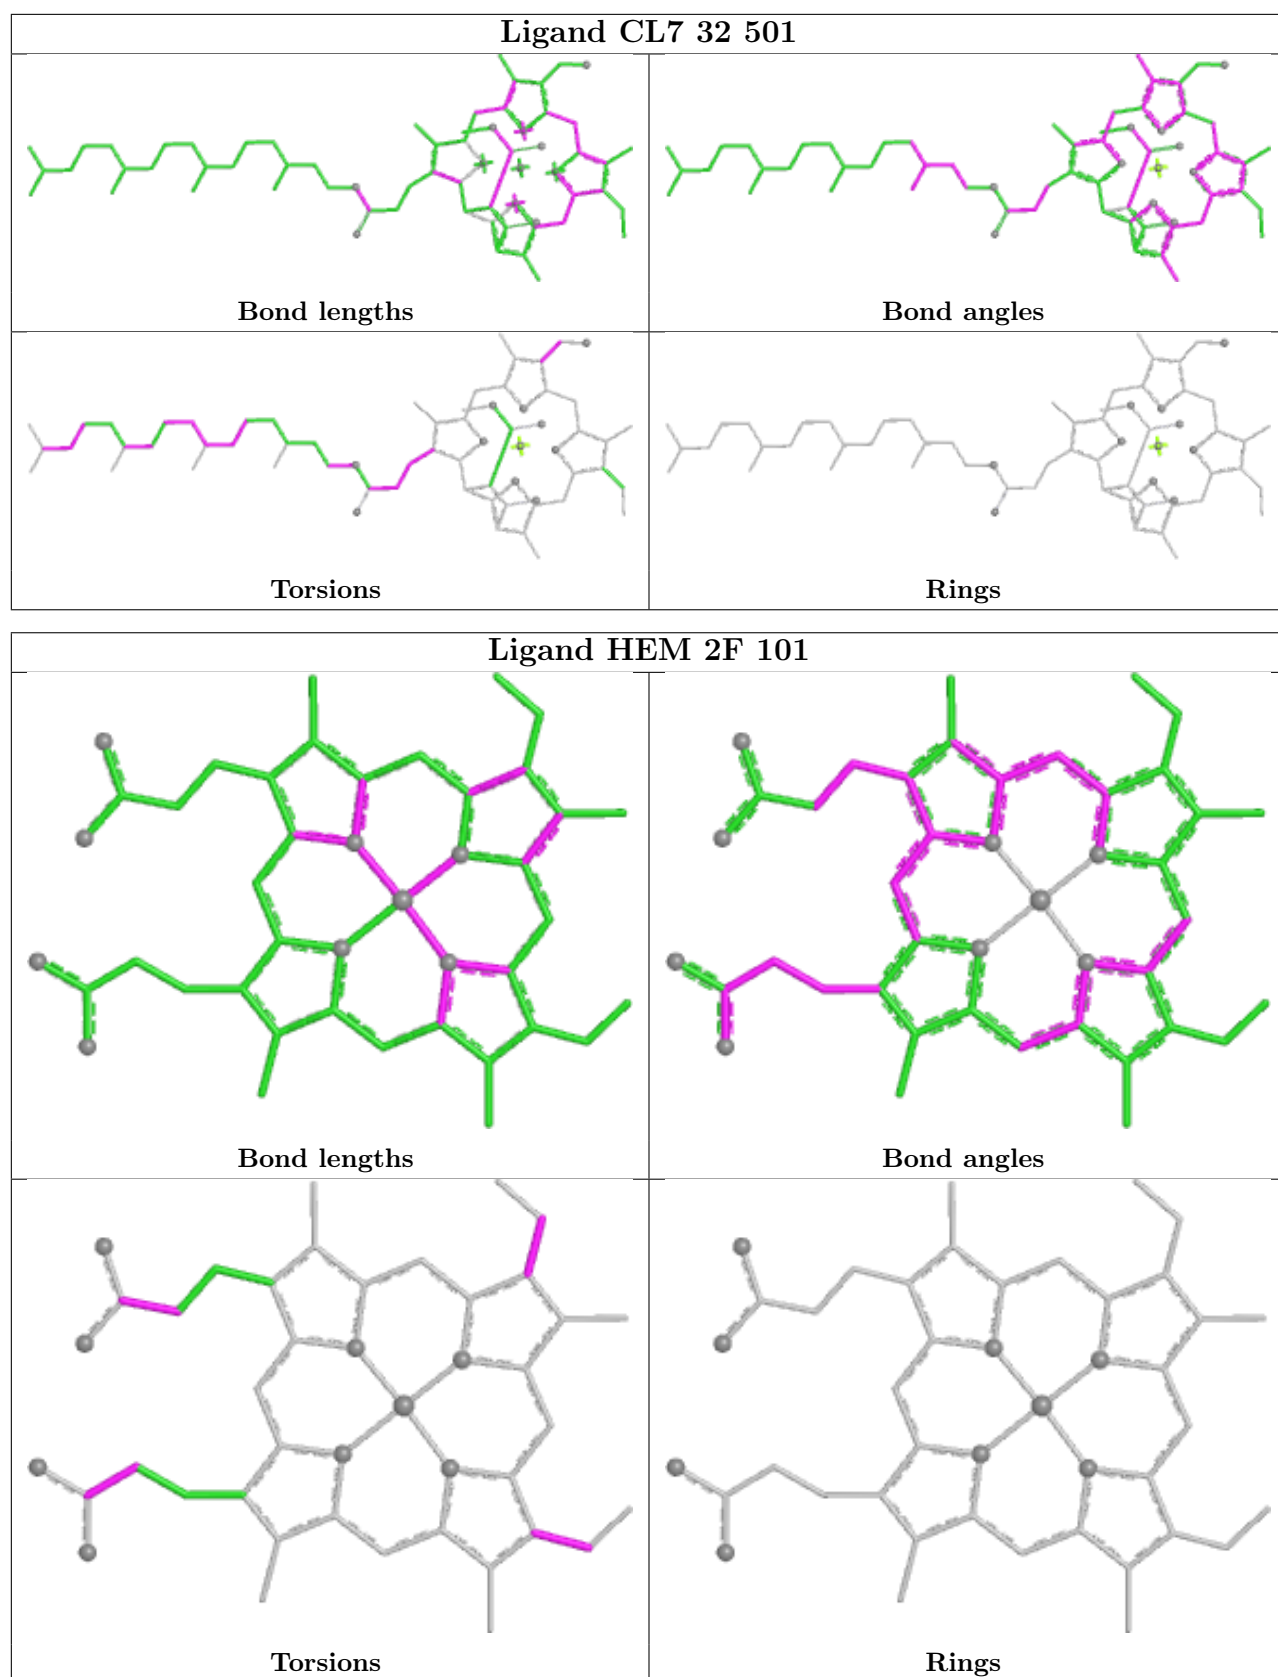 Ligand CL7 32 501
Bond lengths
Bond angles
Torsions
Rings
Ligand HEM 2F 101
Bond lengths
Bond angles
Torsions
Rings